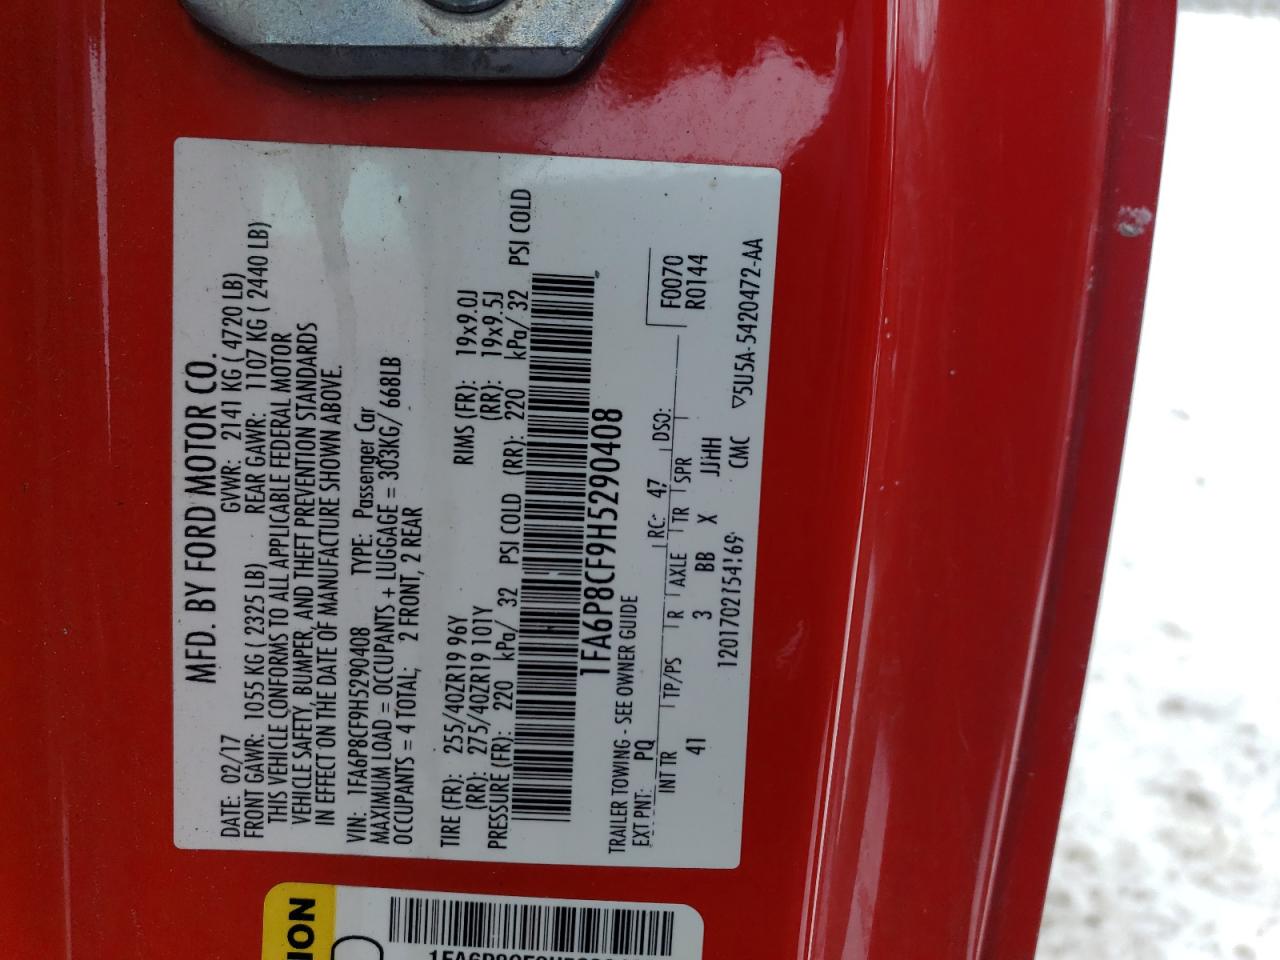 MFD. BY FORD MOTOR CO.
DATE: 02/17 GVWR: 2141 KG ( 4720 LB)
FRONT GAWR: 1055 KG ( 2325 LB) REAR GAWR: 1107 KG ( 2440 LB)
THIS VEHICLE CONFORMS TO ALL APPLICABLE FEDERAL MOTOR
VEHICLE SAFETY, BUMPER, AND THEFT PREVENTION STANDARDS
IN EFFECT ON THE DATE OF MANUFACTURE SHOWN ABOVE.
VIN: 1FA6P8CF9H5290408 TYPE: Passenger Car
MAXIMUM LOAD = OCCUPANTS + LUGGAGE = 303KG/ 668LB
OCCUPANTS = 4 TOTAL; 2 FRONT, 2 REAR
TIRE (FR): 255/40ZR19 96Y RIMS (FR): 19x9.0J
(RR): 275/40ZR19 101Y (RR): 19x9.5J
PRESSURE (FR): 220 kPa/ 32 PSI COLD (RR): 220 kPa/ 32 PSI COLD
1FA6P8CF9H5290408
TRAILER TOWING - SEE OWNER GUIDE
F0070
R0144
EXT PNT: PQ RC: 47 DSO:
INT TR TP/PS R AXLE TR SPR
41 3 BB X JJHH
1201702154169 CMC ▽5U5A-5420472-AA
ION